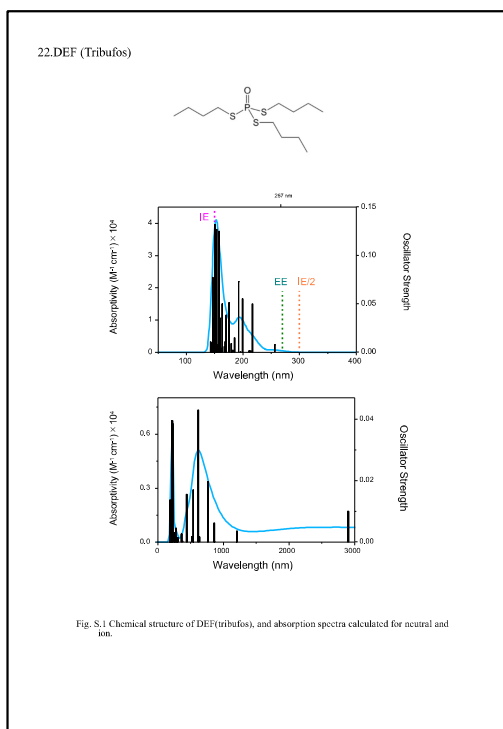 22.DEF (Tribufos)
O
S P S
S
267 nm
IE
EE IE/2
Absorptivity (M⁻¹ cm⁻¹) × 10⁴
4
3
2
1
0
0.15
0.10
0.05
0.00
Oscillator Strength
100 200 300 400
Wavelength (nm)
Absorptivity (M⁻¹ cm⁻¹) × 10⁴
0.6
0.3
0.0
0.04
0.02
0.00
Oscillator Strength
0 1000 2000 3000
Wavelength (nm)
Fig. S.1 Chemical structure of DEF(tribufos), and absorption spectra calculated for neutral and
ion.